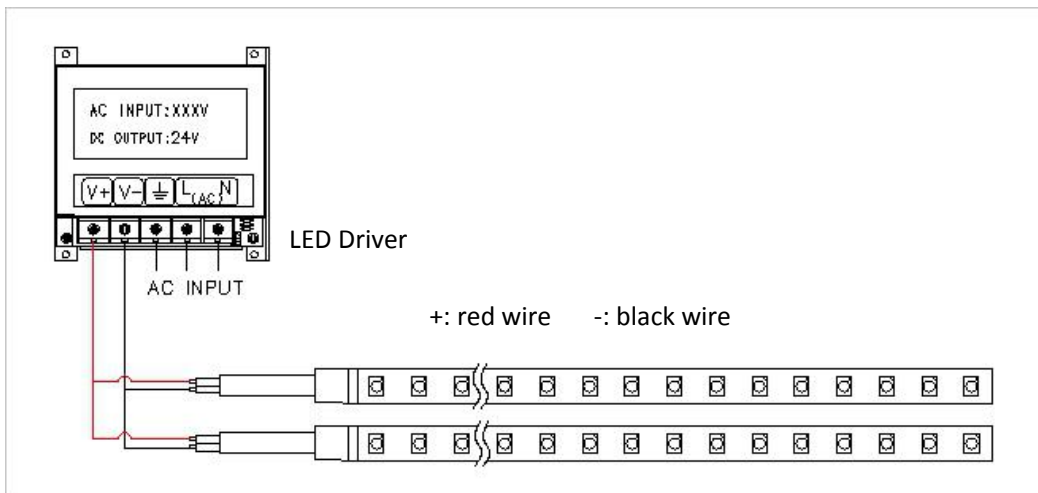 AC INPUT:XXXV
DC OUTPUT:24V
V+ V- L(AC)N
LED Driver
AC INPUT
+: red wire -: black wire